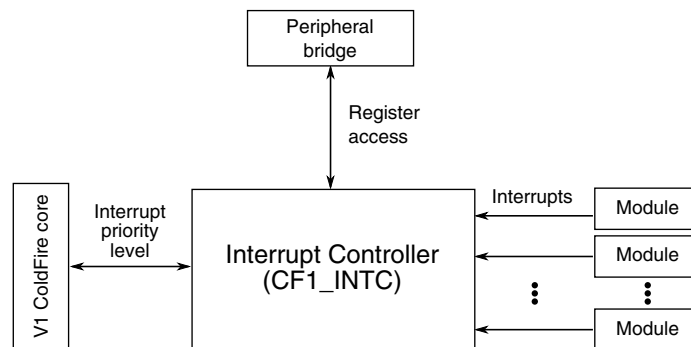 Peripheral
bridge
Register
access
V1 ColdFire core
Interrupt
priority
level
Interrupt Controller
(CF1_INTC)
Interrupts
Module
Module
Module